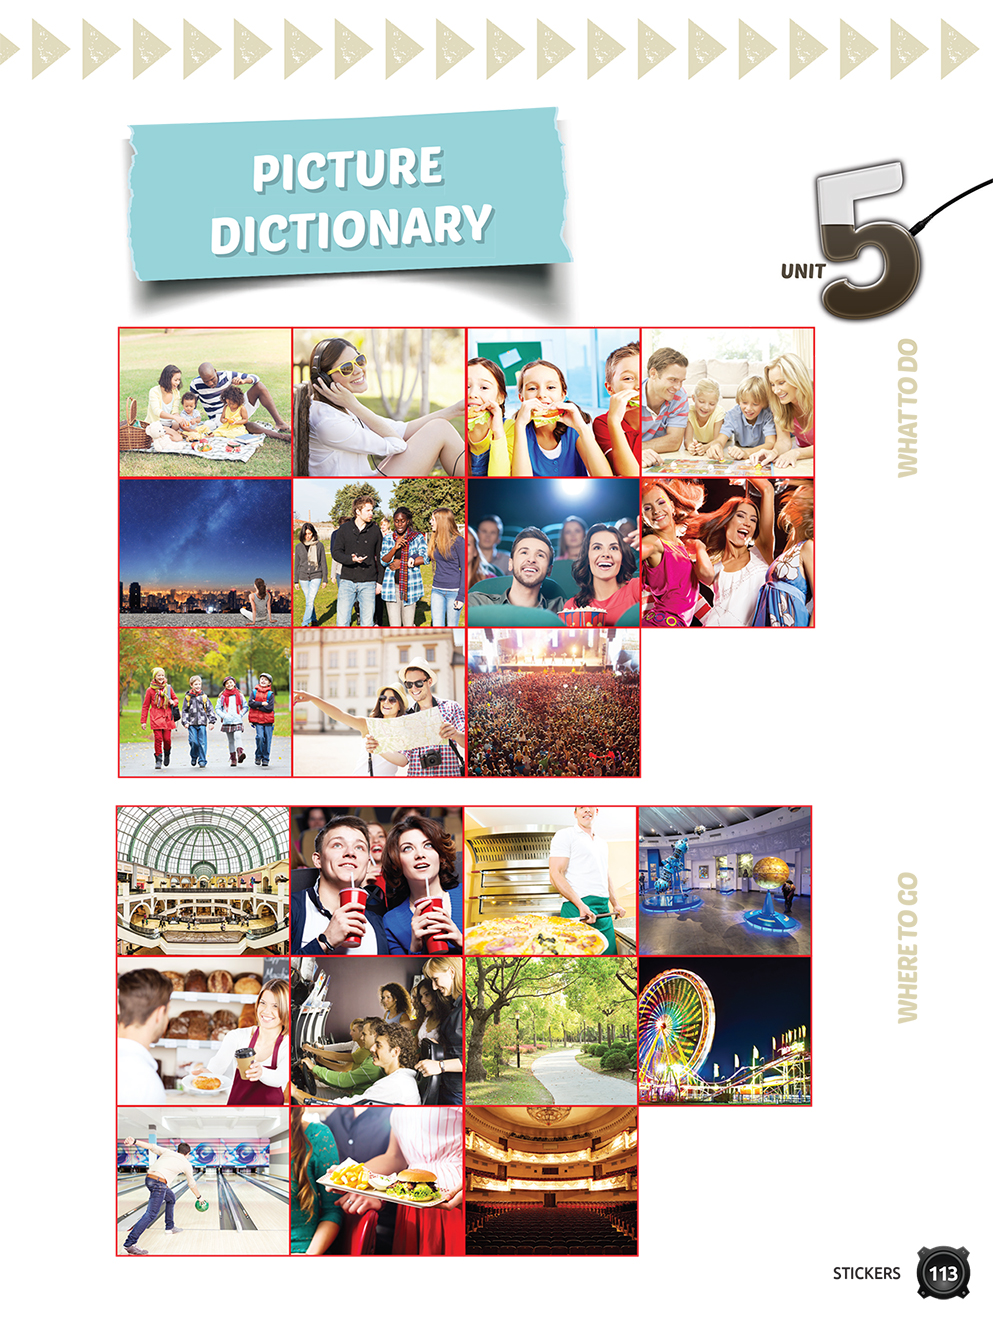 PICTURE
DICTIONARY
UNIT 5
WHAT TO DO
WHERE TO GO
STICKERS 113